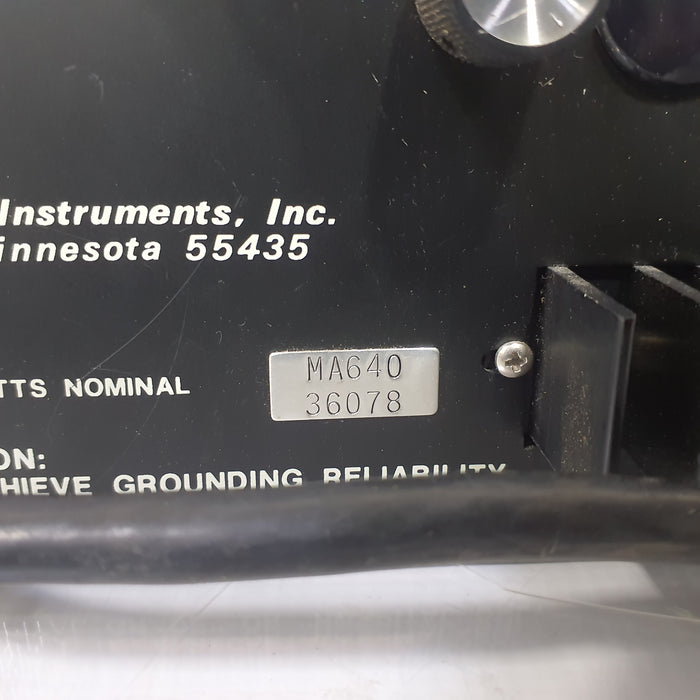 Instruments, Inc.
innesota 55435
MA640
36078
TTS NOMINAL
ON:
HIEVE GROUNDING RELIABILITY